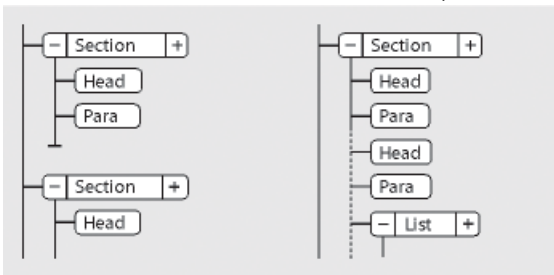 − Section +
Head
Para
− Section +
Head
− Section +
Head
Para
Head
Para
− List +